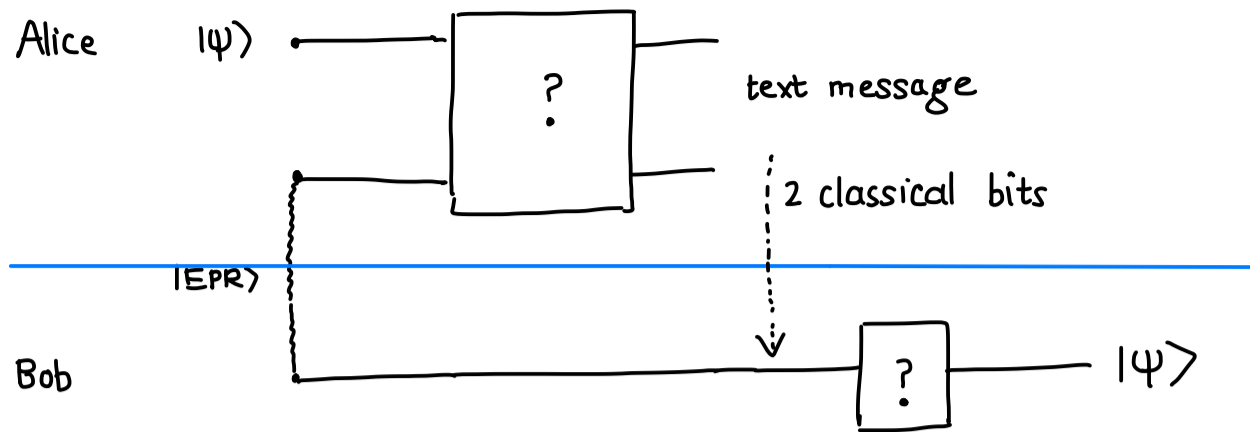 Alice |ψ⟩
?
text message
2 classical bits
|EPR⟩
Bob ? |ψ⟩